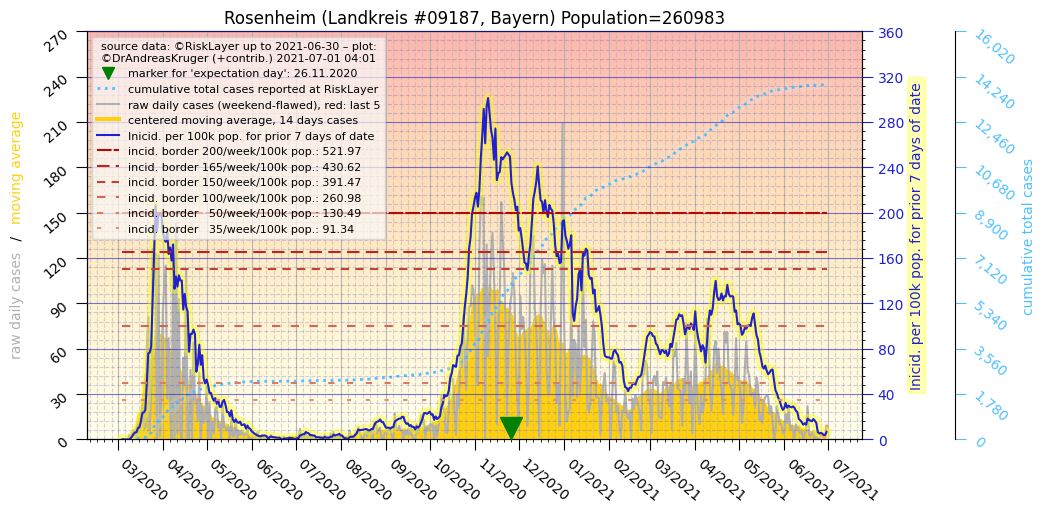 Rosenheim (Landkreis #09187, Bayern) Population=260983
source data: ©RiskLayer up to 2021-06-30 – plot:
©DrAndreasKruger (+contrib.) 2021-07-01 04:01
marker for 'expectation day': 26.11.2020
cumulative total cases reported at RiskLayer
raw daily cases (weekend-flawed), red: last 5
centered moving average, 14 days cases
Inicid. per 100k pop. for prior 7 days of date
incid. border 200/week/100k pop.: 521.97
incid. border 165/week/100k pop.: 430.62
incid. border 150/week/100k pop.: 391.47
incid. border 100/week/100k pop.: 260.98
incid. border   50/week/100k pop.: 130.49
incid. border   35/week/100k pop.: 91.34
raw daily cases / moving average
270
240
210
180
150
120
90
60
30
0
360
320
280
240
200
160
120
80
40
0
Inicid. per 100k pop. for prior 7 days of date
16,020
14,240
12,460
10,680
8,900
7,120
5,340
3,560
1,780
0
cumulative total cases
03/2020
04/2020
05/2020
06/2020
07/2020
08/2020
09/2020
10/2020
11/2020
12/2020
01/2021
02/2021
03/2021
04/2021
05/2021
06/2021
07/2021